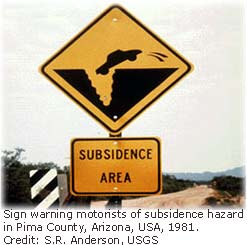 SUBSIDENCE
AREA
Sign warning motorists of subsidence hazard
in Pima County, Arizona, USA, 1981.
Credit: S.R. Anderson, USGS